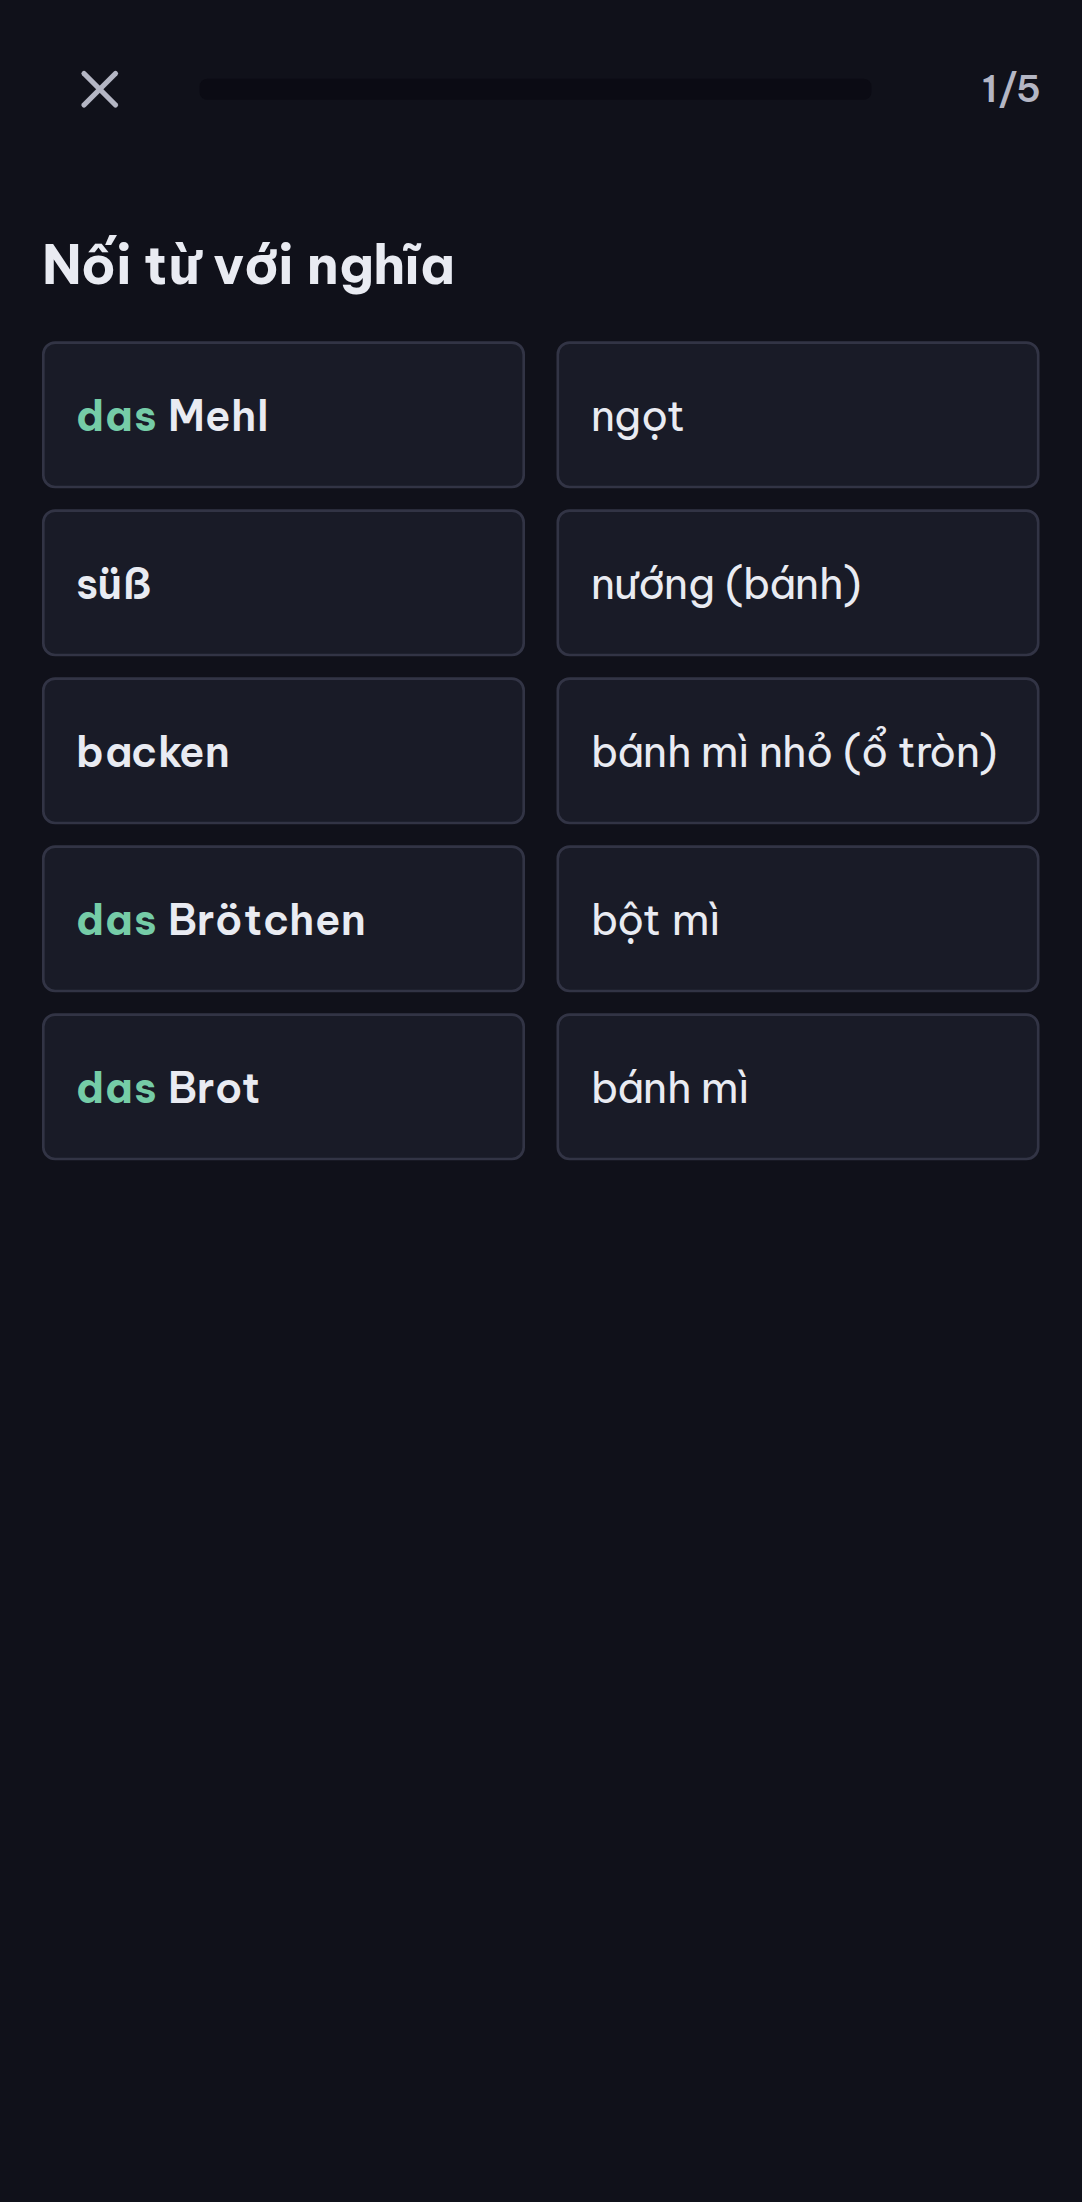 1/5
Nối từ với nghĩa
das Mehl
ngọt
süß
nướng (bánh)
backen
bánh mì nhỏ (ổ tròn)
das Brötchen
bột mì
das Brot
bánh mì